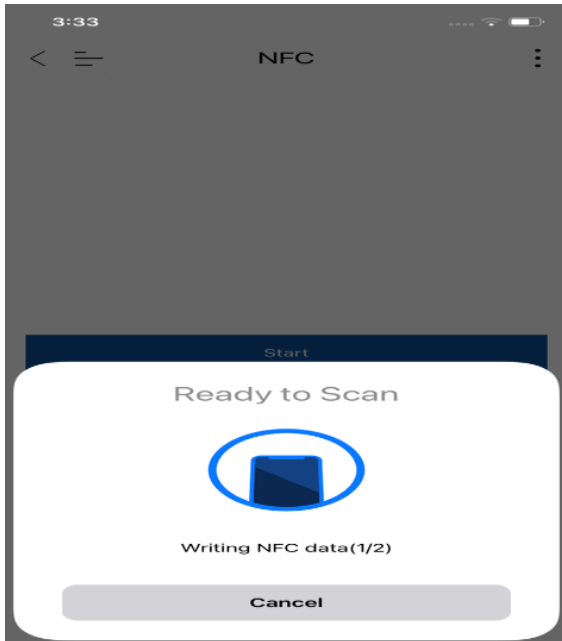 3:33
NFC
Start
Ready to Scan
Writing NFC data(1/2)
Cancel